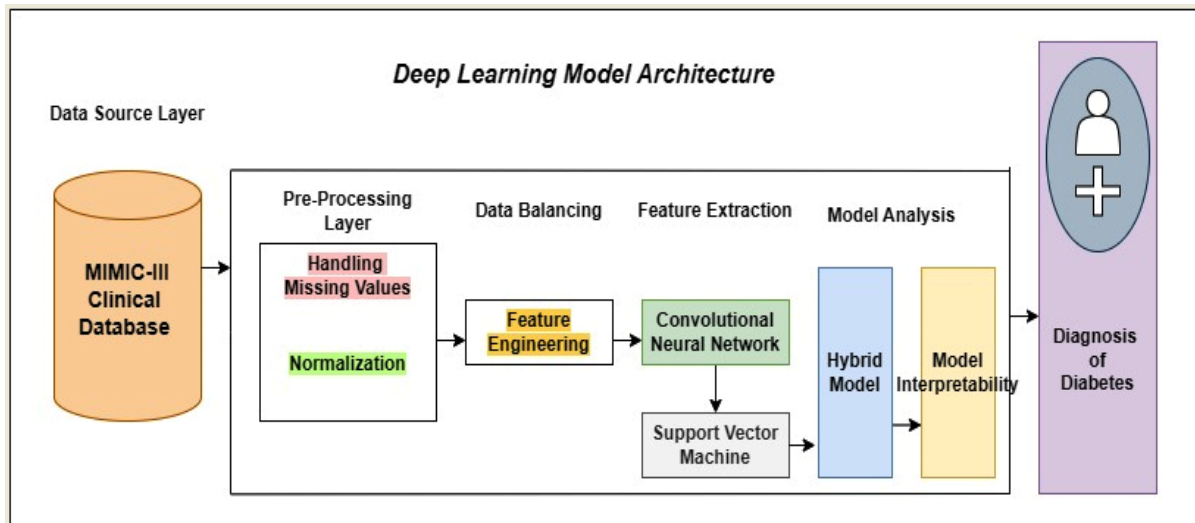 Deep Learning Model Architecture
Data Source Layer
MIMIC-III
Clinical
Database
Pre-Processing
Layer
Handling
Missing Values
Normalization
Data Balancing
Feature
Engineering
Feature Extraction
Convolutional
Neural Network
Support Vector
Machine
Model Analysis
Hybrid
Model
Model
Interpretability
Diagnosis
of
Diabetes